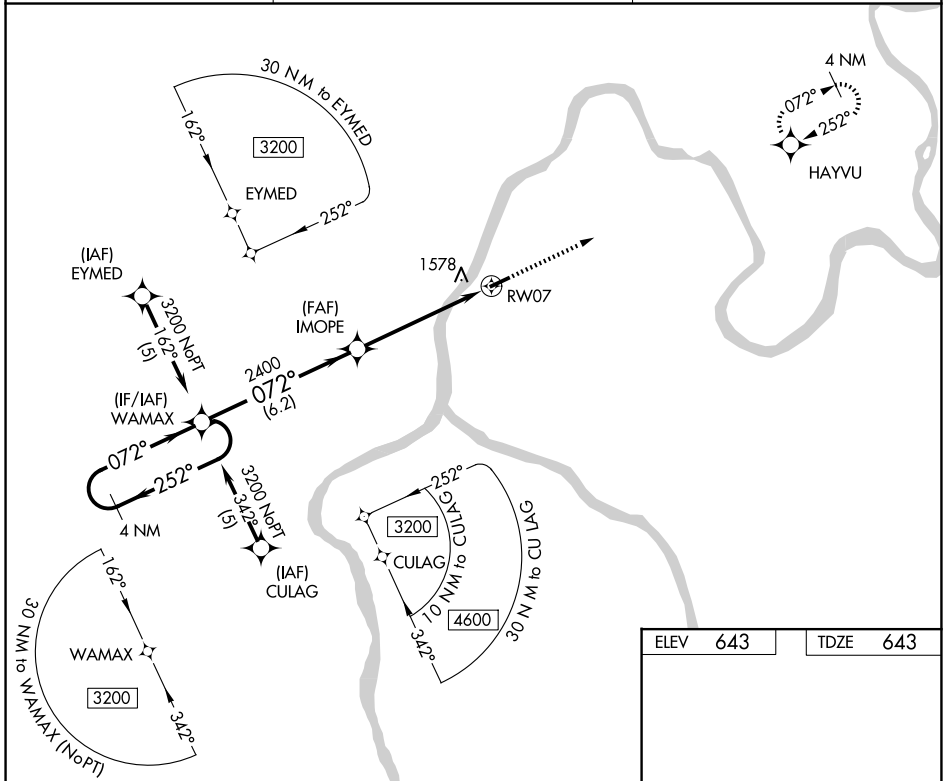 30 NM to EYMED
162°
3200
EYMED
252°
4 NM
072°
252°
HAYVU
(IAF)
EYMED
3200 NoPT
162°
(5)
1578
RW07
(FAF)
IMOPE
2400
072°
(6.2)
(IF/IAF)
WAMAX
072°
252°
4 NM
3200 NoPT
342°
(5)
(IAF)
CULAG
252°
3200
CULAG
10 NM to CULAG
4600
30 NM to CULAG
342°
162°
WAMAX
3200
342°
30 NM to WAMAX (NoPT)
ELEV 643
TDZE 643